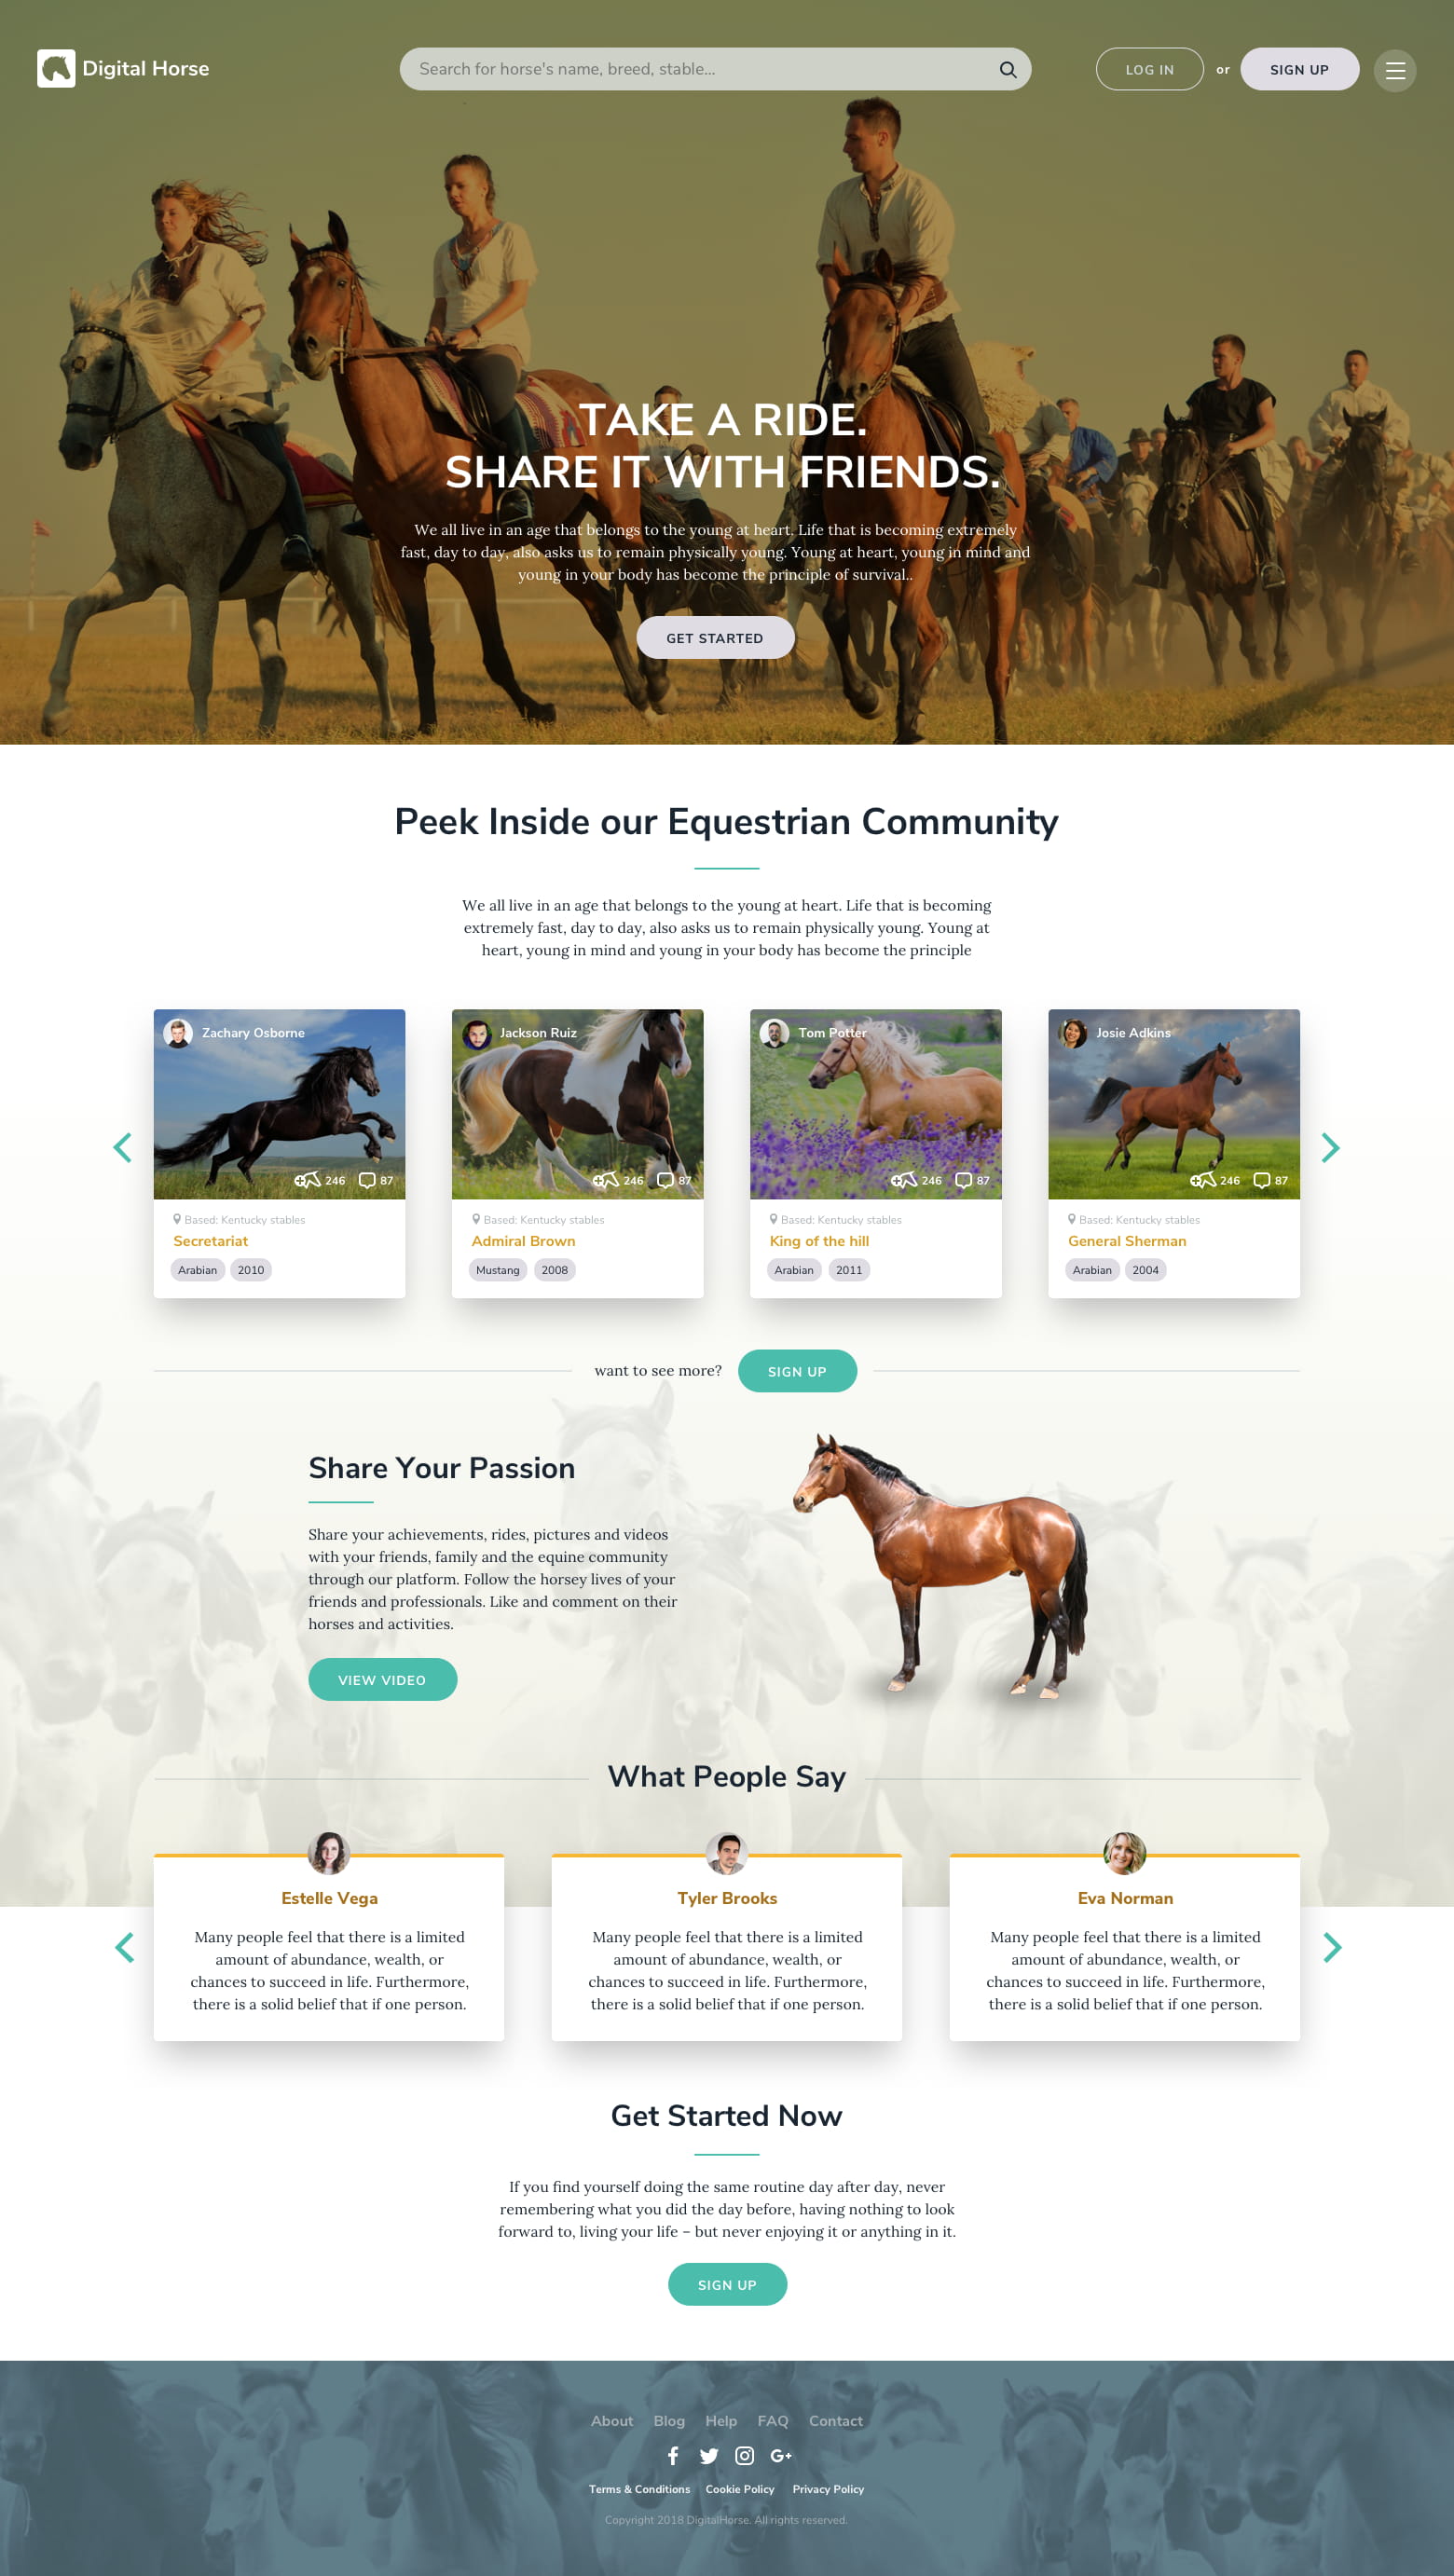 Digital Horse
Search for horse's name, breed, stable...
LOG IN
or
SIGN UP
TAKE A RIDE.
SHARE IT WITH FRIENDS.
We all live in an age that belongs to the young at heart. Life that is becoming extremely
fast, day to day, also asks us to remain physically young. Young at heart, young in mind and
young in your body has become the principle of survival..
GET STARTED
Peek Inside our Equestrian Community
We all live in an age that belongs to the young at heart. Life that is becoming
extremely fast, day to day, also asks us to remain physically young. Young at
heart, young in mind and young in your body has become the principle
Zachary Osborne
246 87
Based: Kentucky stables
Secretariat
Arabian 2010
Jackson Ruiz
246 87
Based: Kentucky stables
Admiral Brown
Mustang 2008
Tom Potter
246 87
Based: Kentucky stables
King of the hill
Arabian 2011
Josie Adkins
246 87
Based: Kentucky stables
General Sherman
Arabian 2004
want to see more?
SIGN UP
Share Your Passion
Share your achievements, rides, pictures and videos
with your friends, family and the equine community
through our platform. Follow the horsey lives of your
friends and professionals. Like and comment on their
horses and activities.
VIEW VIDEO
What People Say
Estelle Vega
Many people feel that there is a limited
amount of abundance, wealth, or
chances to succeed in life. Furthermore,
there is a solid belief that if one person.
Tyler Brooks
Many people feel that there is a limited
amount of abundance, wealth, or
chances to succeed in life. Furthermore,
there is a solid belief that if one person.
Eva Norman
Many people feel that there is a limited
amount of abundance, wealth, or
chances to succeed in life. Furthermore,
there is a solid belief that if one person.
Get Started Now
If you find yourself doing the same routine day after day, never
remembering what you did the day before, having nothing to look
forward to, living your life – but never enjoying it or anything in it.
SIGN UP
About Blog Help FAQ Contact
G+
Terms & Conditions Cookie Policy Privacy Policy
Copyright 2018 DigitalHorse. All rights reserved.